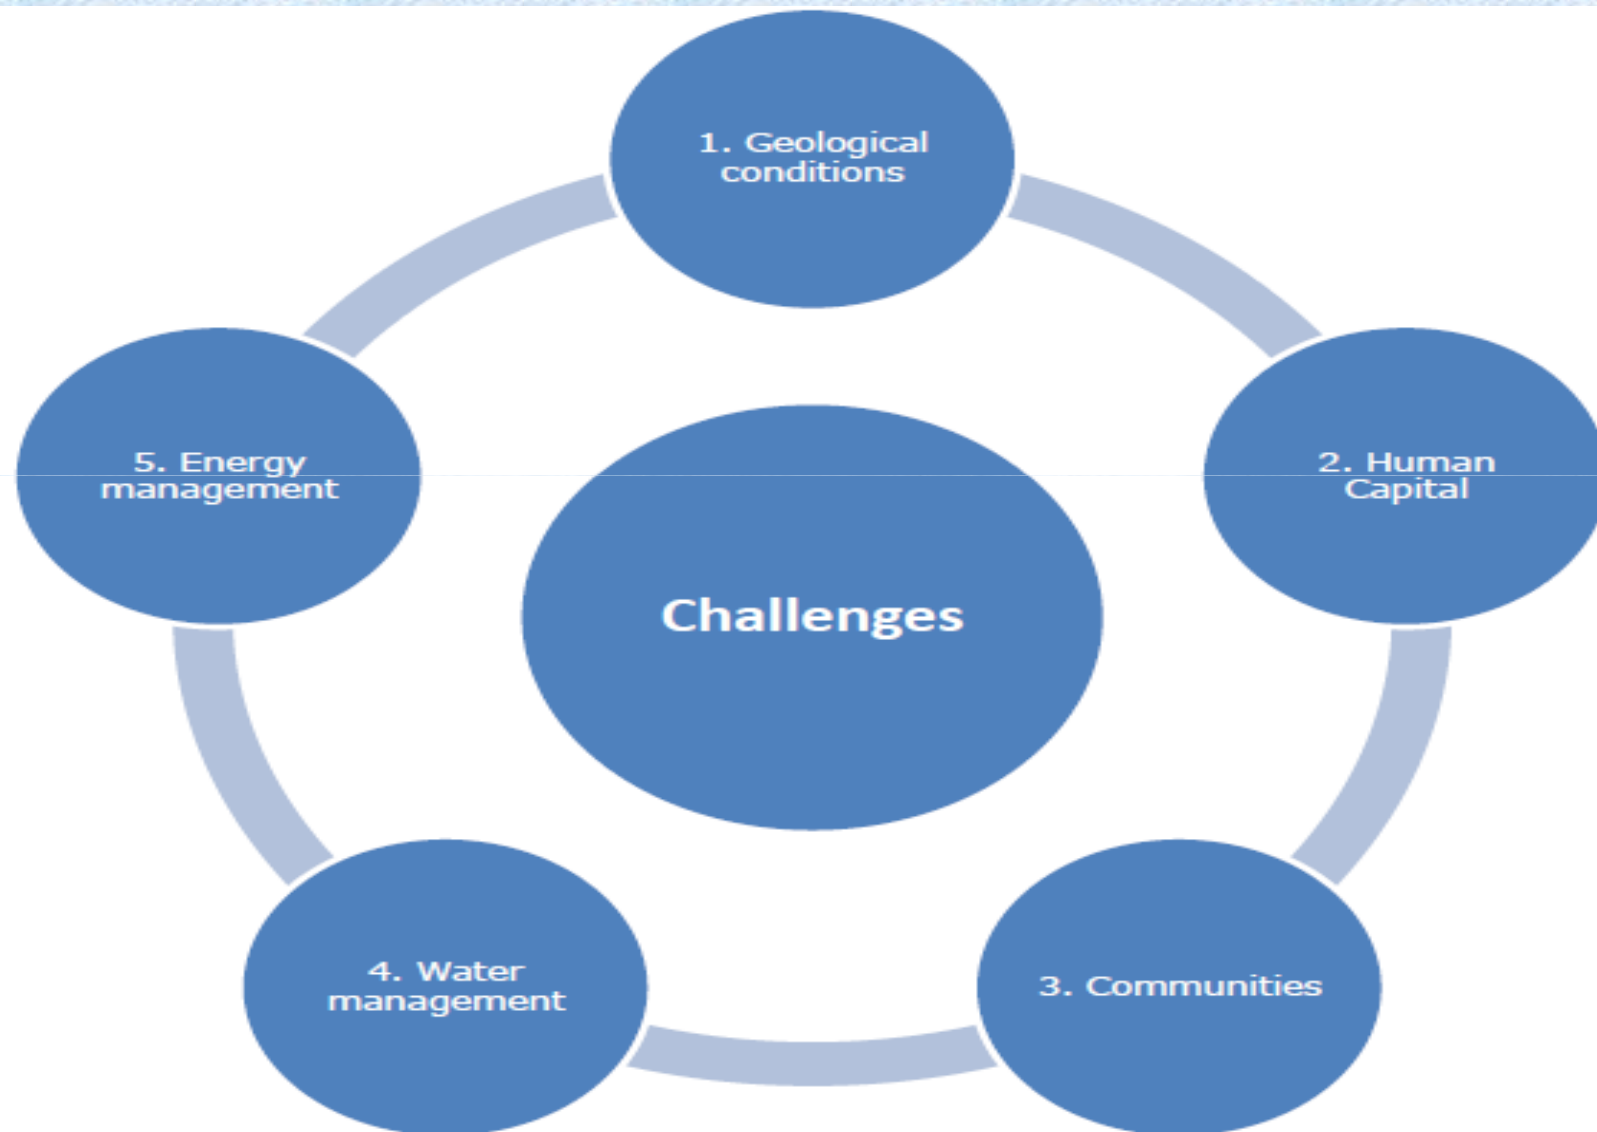 1. Geological
conditions
2. Human
Capital
3. Communities
4. Water
management
5. Energy
management
Challenges